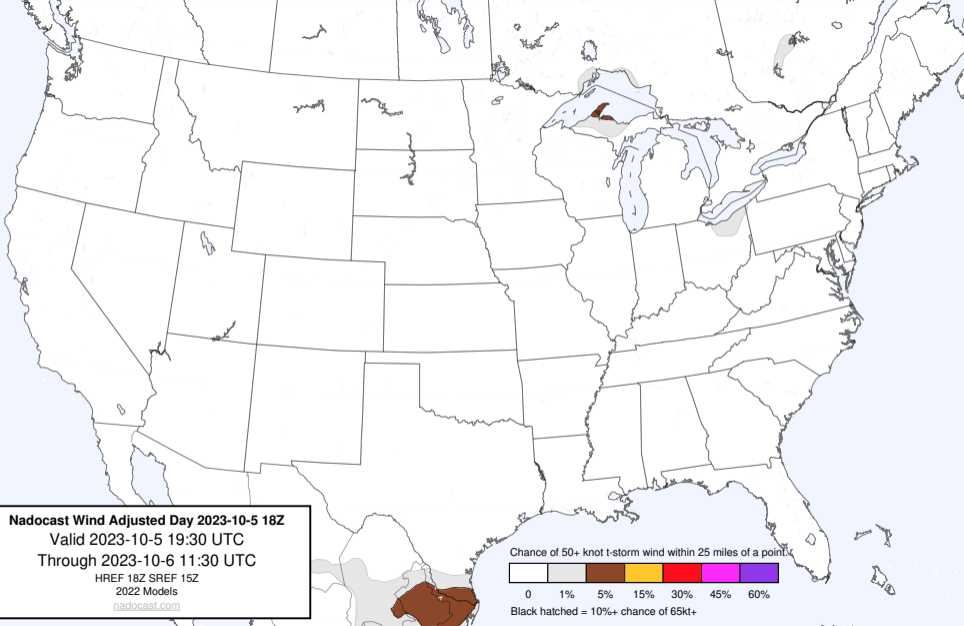 Nadocast Wind Adjusted Day 2023-10-5 18Z
Valid 2023-10-5 19:30 UTC
Through 2023-10-6 11:30 UTC
HREF 18Z SREF 15Z
2022 Models
nadocast.com
Chance of 50+ knot t-storm wind within 25 miles of a point.
0 1% 5% 15% 30% 45% 60%
Black hatched = 10%+ chance of 65kt+